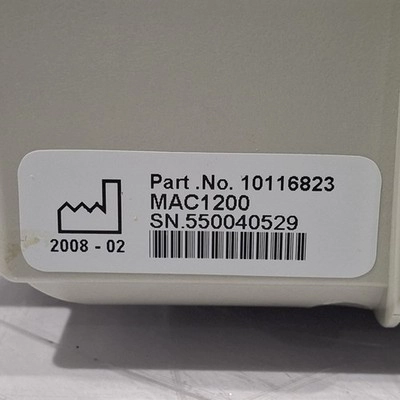 Part .No. 10116823
MAC1200
SN.550040529
2008 - 02